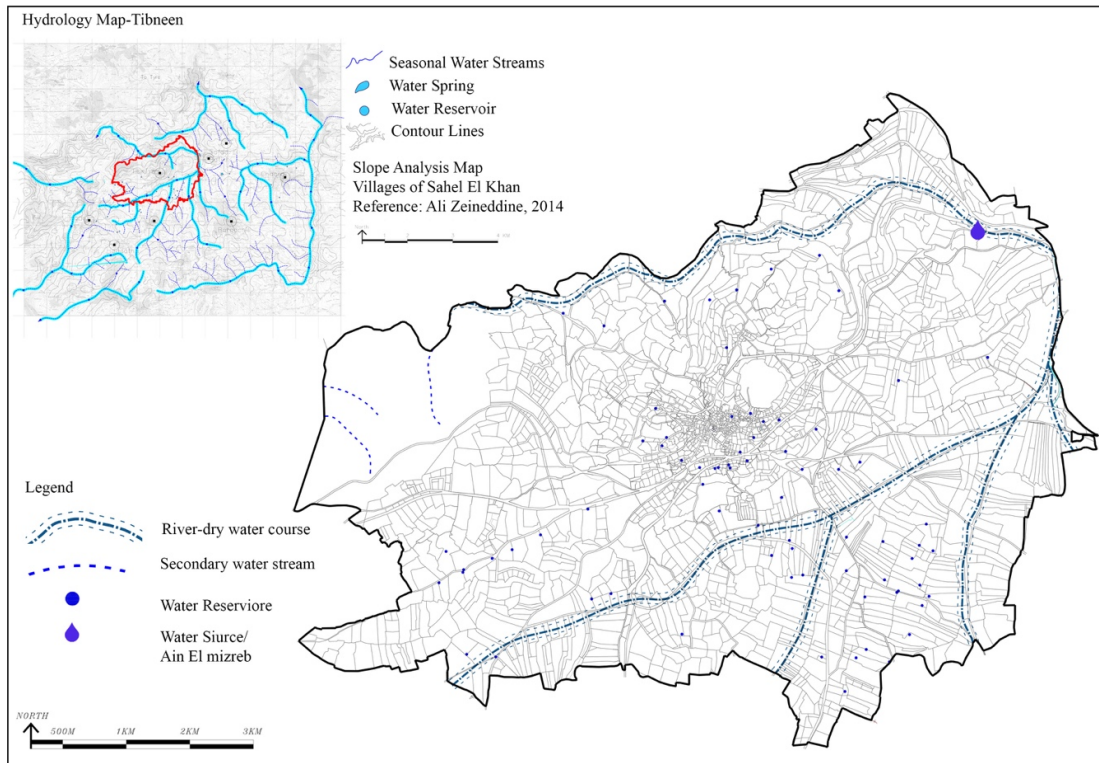 Hydrology Map-Tibneen
Seasonal Water Streams
Water Spring
Water Reservoir
Contour Lines
Slope Analysis Map
Villages of Sahel El Khan
Reference: Ali Zeineddine, 2014
Legend
River-dry water course
Secondary water stream
Water Reserviore
Water Siurce/
Ain El mizreb
NORTH
500M 1KM 2KM 3KM